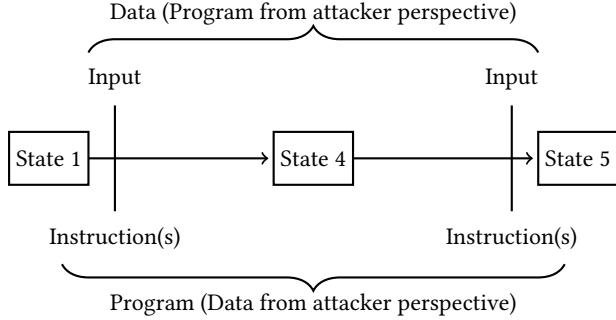 Data (Program from attacker perspective)
Input Input
State 1 State 4 State 5
Instruction(s) Instruction(s)
Program (Data from attacker perspective)